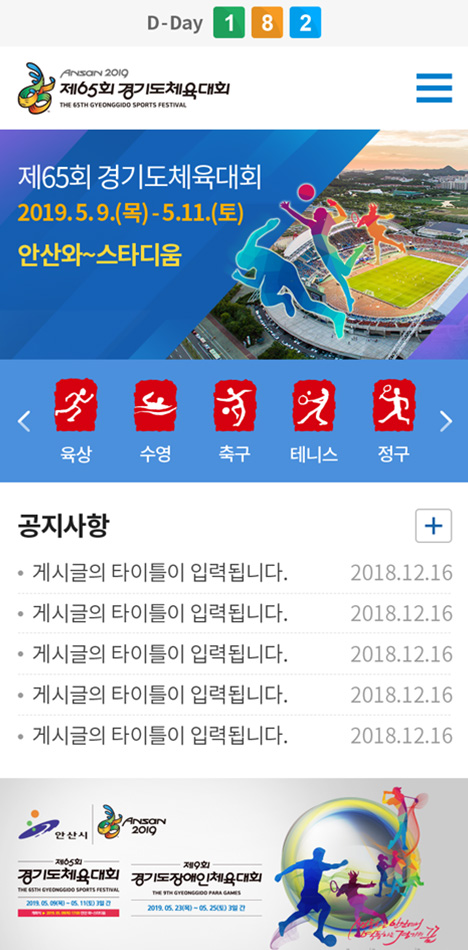 D-Day 1 8 2
ANSAN 2019
제65회 경기도체육대회
THE 65TH GYEONGGIDO SPORTS FESTIVAL
제65회 경기도체육대회
2019. 5. 9.(목) - 5.11.(토)
안산와~스타디움
육상 수영 축구 테니스 정구
공지사항
게시글의 타이틀이 입력됩니다. 2018.12.16
게시글의 타이틀이 입력됩니다. 2018.12.16
게시글의 타이틀이 입력됩니다. 2018.12.16
게시글의 타이틀이 입력됩니다. 2018.12.16
게시글의 타이틀이 입력됩니다. 2018.12.16
안산시 ANSAN 2019
제65회
경기도체육대회
THE 65TH GYEONGGIDO SPORTS FESTIVAL
2019. 05. 09(목) ~ 05. 11(토) 3일 간
제9회
경기도장애인체육대회
THE 9TH GYEONGGIDO PARA GAMES
2019. 05. 23(목) ~ 05. 25(토) 3일 간